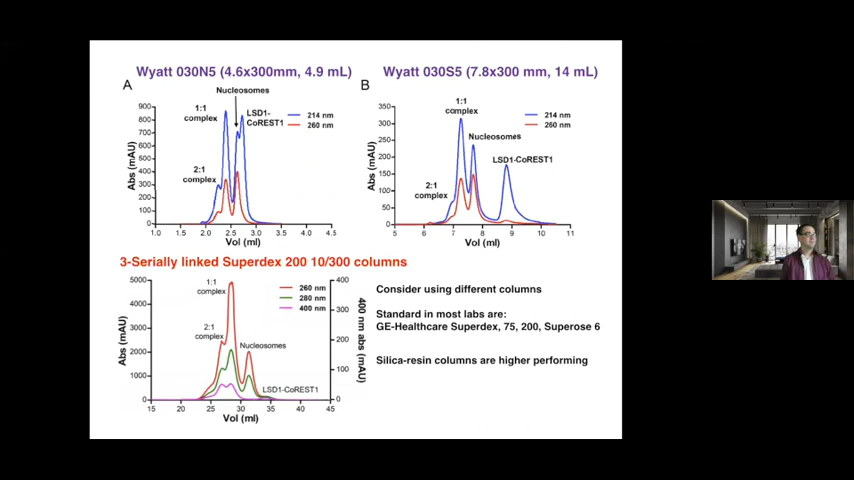 Wyatt 030N5 (4.6x300mm, 4.9 mL)
Wyatt 030S5 (7.8x300 mm, 14 mL)
A
Nucleosomes
1:1
complex
LSD1-
CoREST1
214 nm
260 nm
2:1
complex
Abs (mAU)
900
800
700
600
500
400
300
200
100
0
1.0 1.5 2.0 2.5 3.0 3.5 4.0 4.5
Vol (ml)
B
1:1
complex
Nucleosomes
LSD1-CoREST1
214 nm
260 nm
2:1
complex
Abs (mAU)
350
300
250
200
150
100
50
0
5 6 7 8 9 10 11
Vol (ml)
3-Serially linked Superdex 200 10/300 columns
1:1
complex
260 nm
280 nm
400 nm
2:1
complex
Nucleosomes
LSD1-CoREST1
Abs (mAU)
5000
4000
3000
2000
1000
0
400
300
200
100
0
400 nm abs (mAU)
15 20 25 30 35 40 45
Vol (ml)
Consider using different columns
Standard in most labs are:
GE-Healthcare Superdex, 75, 200, Superose 6
Silica-resin columns are higher performing